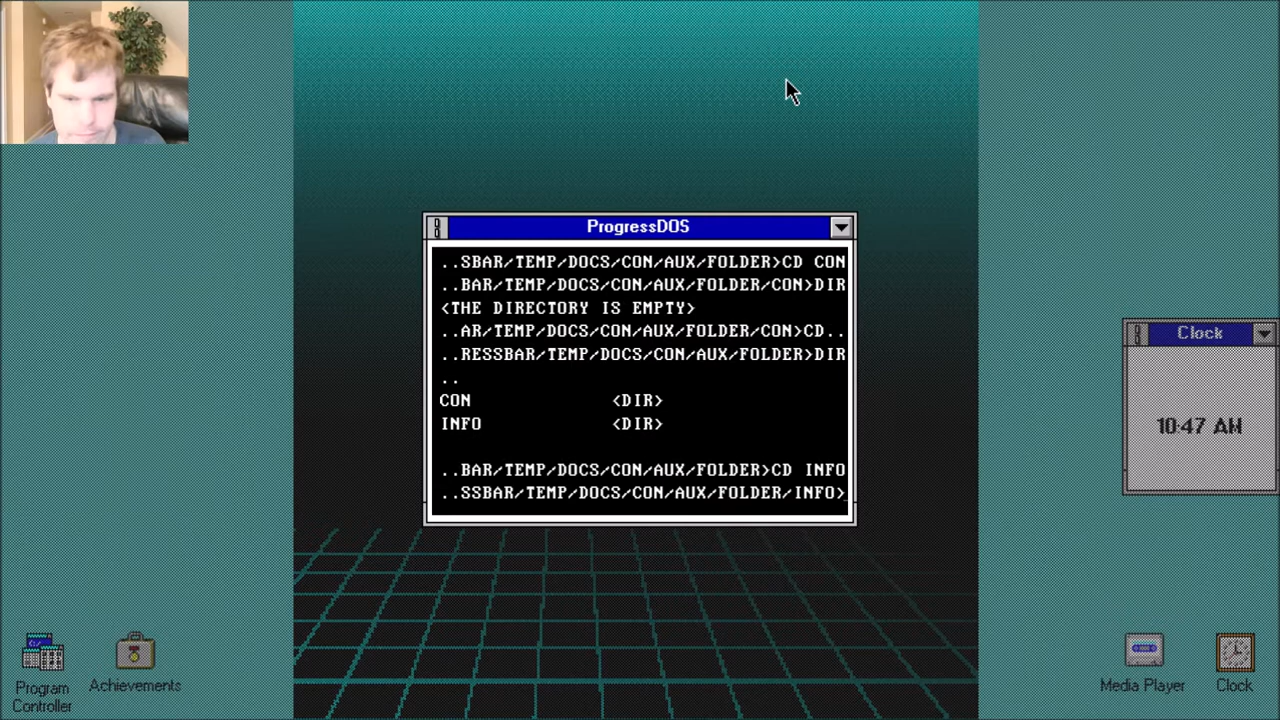 ProgressDOS
..SBAR/TEMP/DOCS/CON/AUX/FOLDER>CD CON
..BAR/TEMP/DOCS/CON/AUX/FOLDER/CON>DIR
<THE DIRECTORY IS EMPTY>
..AR/TEMP/DOCS/CON/AUX/FOLDER/CON>CD..
..RESSBAR/TEMP/DOCS/CON/AUX/FOLDER>DIR
..
CON <DIR>
INFO <DIR>
..BAR/TEMP/DOCS/CON/AUX/FOLDER>CD INFO
..SSBAR/TEMP/DOCS/CON/AUX/FOLDER/INFO>_
Clock
10:47 AM
Program
Controller
Achievements
Media Player
Clock